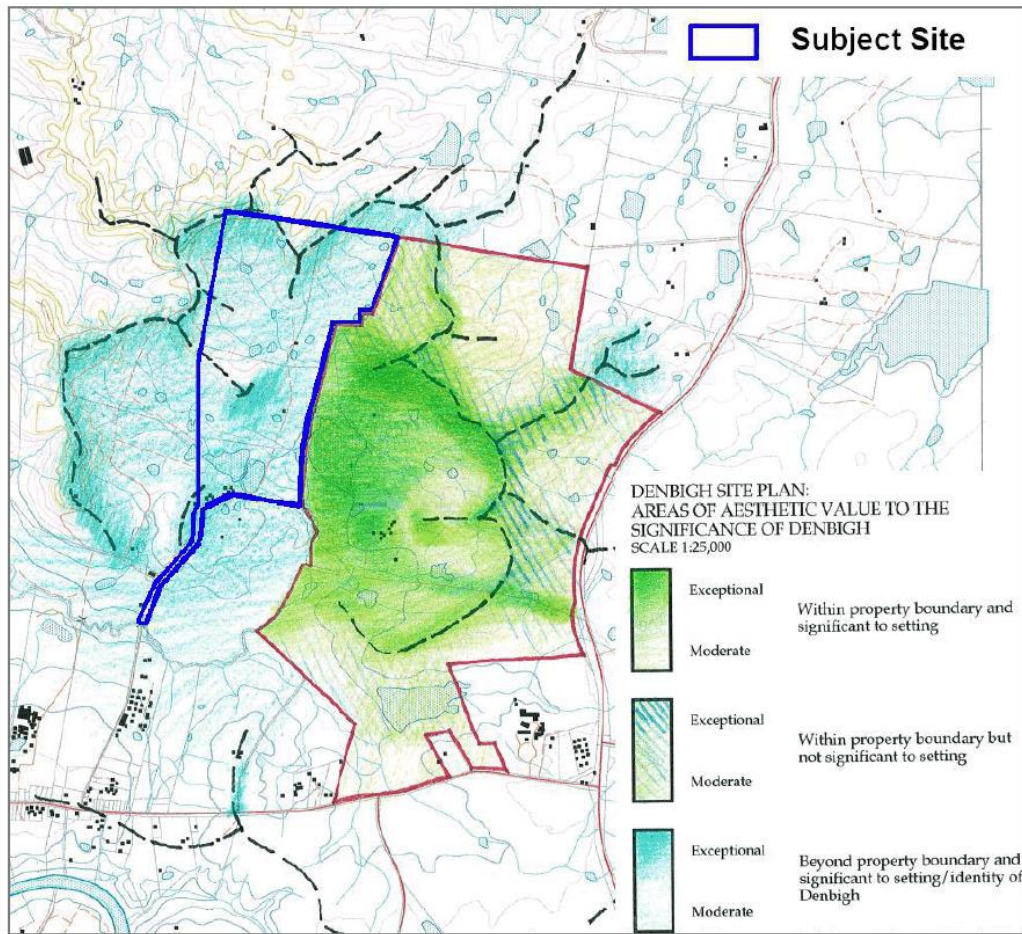 Subject Site
DENBIGH SITE PLAN:
AREAS OF AESTHETIC VALUE TO THE
SIGNIFICANCE OF DENBIGH
SCALE 1:25,000
Exceptional
Within property boundary and
significant to setting
Moderate
Exceptional
Within property boundary but
not significant to setting
Moderate
Exceptional
Beyond property boundary and
significant to setting/identity of
Denbigh
Moderate